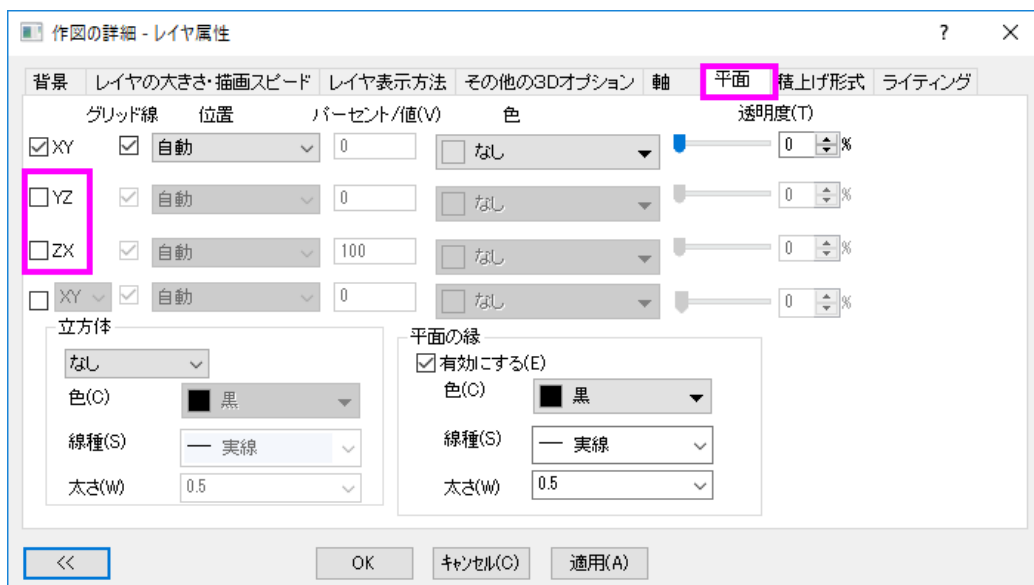 作図の詳細 - レイヤ属性 ? ×
背景 レイヤの大きさ・描画スピード レイヤ表示方法 その他の3Dオプション 軸 平面 積上げ形式 ライティング
グリッド線 位置 パーセント/値(V) 色 透明度(T)
XY 自動 0 なし 0 %
YZ 自動 0 なし 0 %
ZX 自動 100 なし 0 %
XY 自動 0 なし 0 %
立方体
なし
色(C) 黒
線種(S) 実線
太さ(W) 0.5
平面の縁
有効にする(E)
色(C) 黒
線種(S) 実線
太さ(W) 0.5
<< OK キャンセル(C) 適用(A)